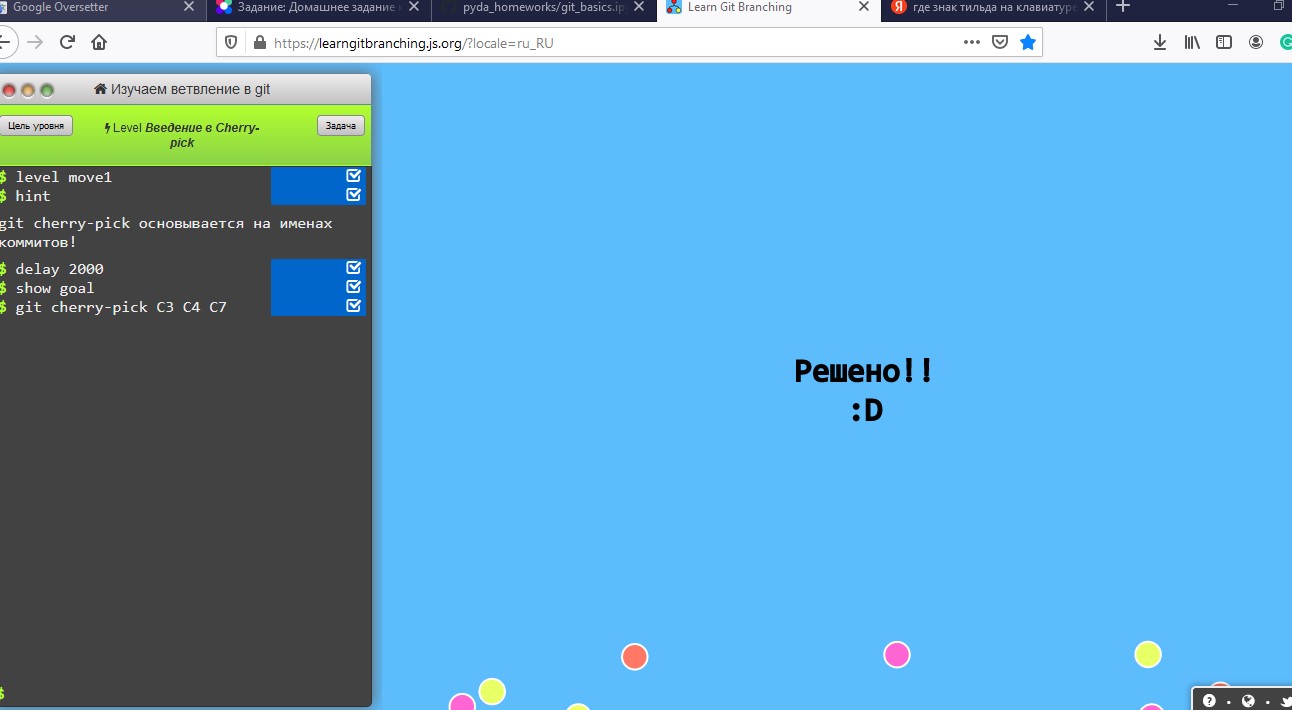 Google Oversetter
Задание: Домашнее задание
pyda_homeworks/git_basics.ip
Learn Git Branching
где знак тильда на клавиатуре
https://learngitbranching.js.org/?locale=ru_RU
Изучаем ветвление в git
Цель уровня
Level Введение в Cherry-
pick
Задача
$ level move1
$ hint
git cherry-pick основывается на именах
коммитов!
$ delay 2000
$ show goal
$ git cherry-pick C3 C4 C7
Решено!!
:D
$